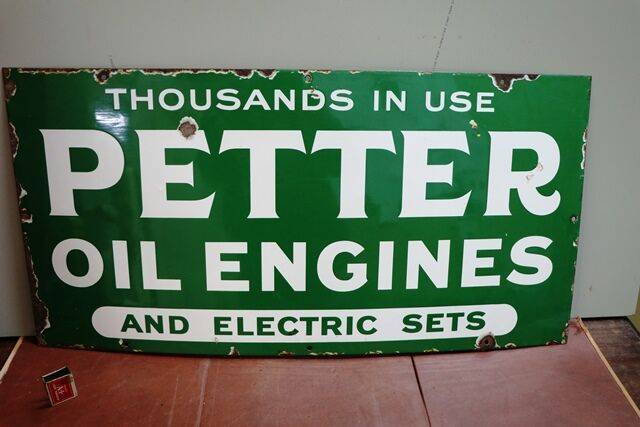 THOUSANDS IN USE
PETTER
OIL ENGINES
AND ELECTRIC SETS